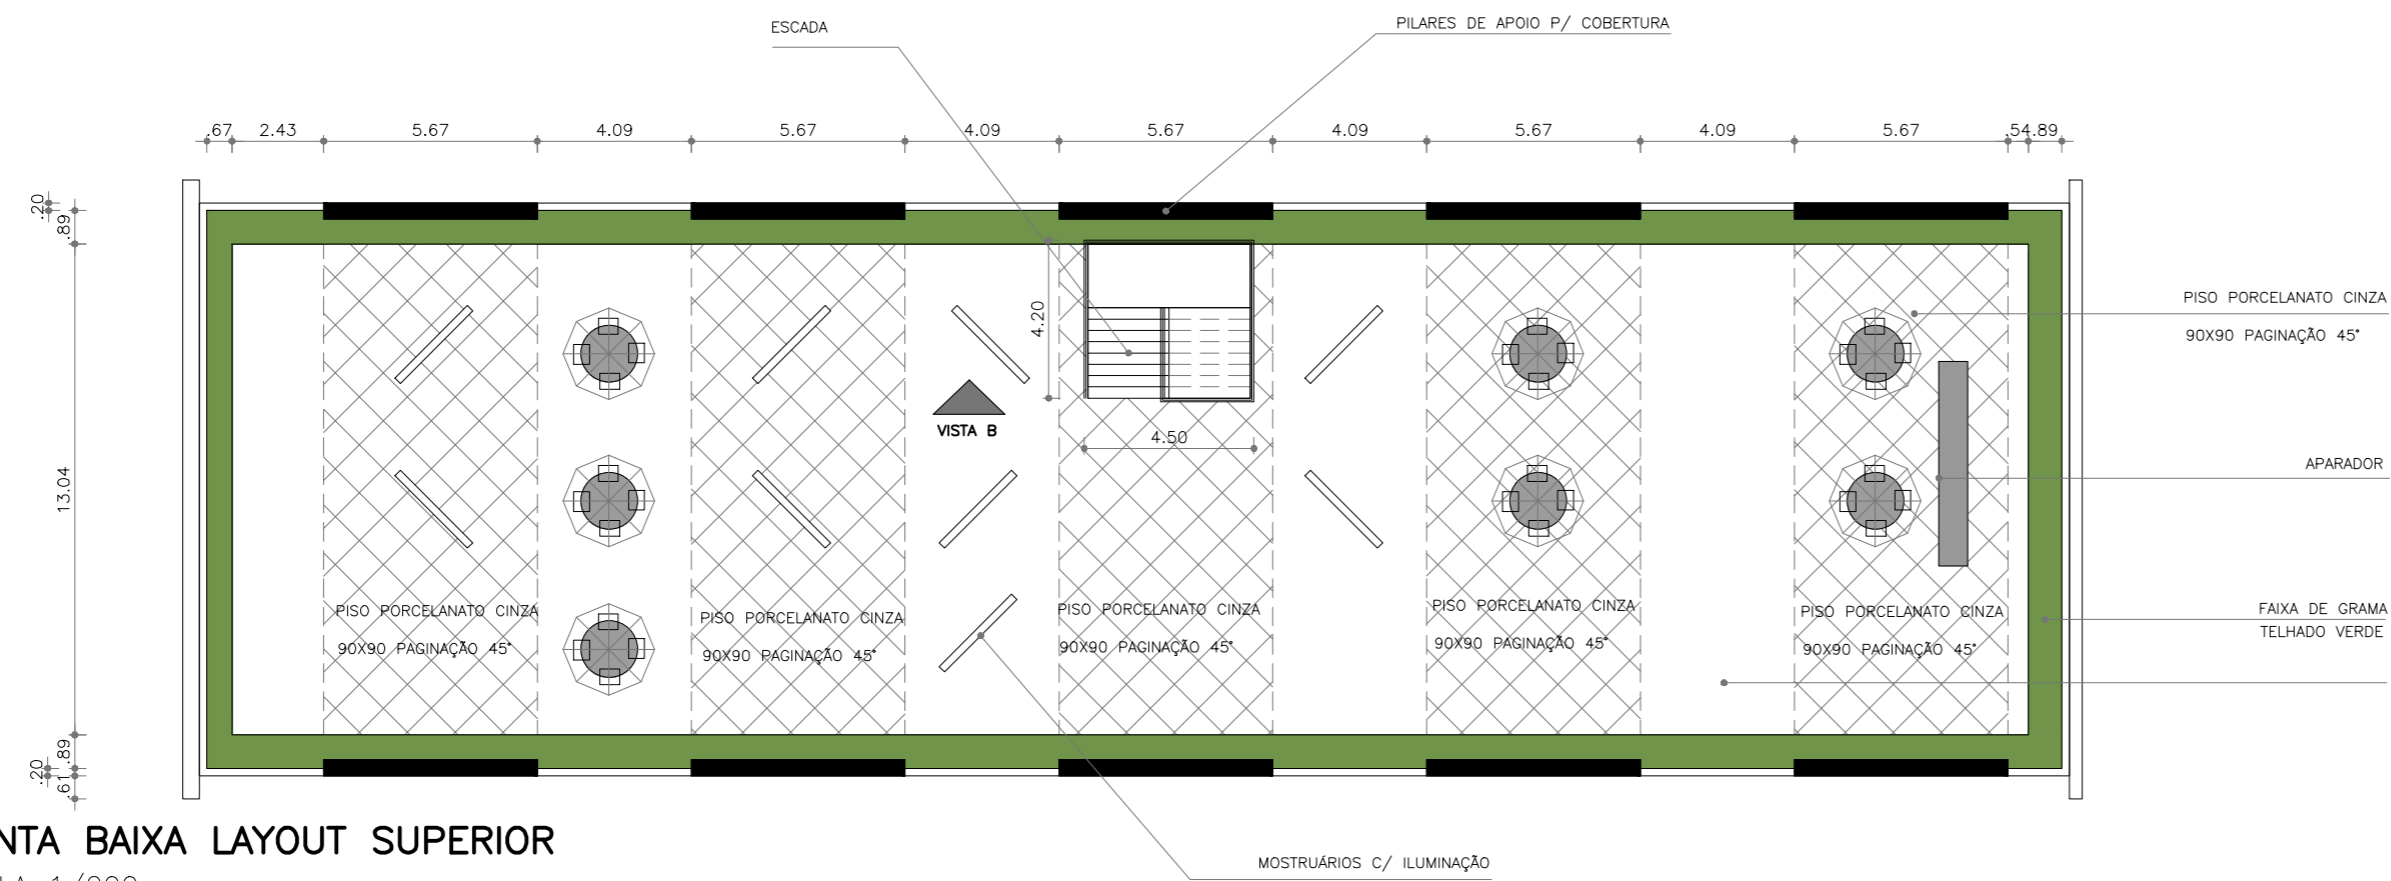 ESCADA
PILARES DE APOIO P/ COBERTURA
.67 2.43 5.67 4.09 5.67 4.09 5.67 4.09 5.67 4.09 5.67 .54 .89
.20
.89
4.20
PISO PORCELANATO CINZA
90X90 PAGINAÇÃO 45°
VISTA B
4.50
13.04
APARADOR
PISO PORCELANATO CINZA
90X90 PAGINAÇÃO 45°
PISO PORCELANATO CINZA
90X90 PAGINAÇÃO 45°
PISO PORCELANATO CINZA
90X90 PAGINAÇÃO 45°
PISO PORCELANATO CINZA
90X90 PAGINAÇÃO 45°
PISO PORCELANATO CINZA
90X90 PAGINAÇÃO 45°
FAIXA DE GRAMA
TELHADO VERDE
.89
.20
.61
NTA BAIXA LAYOUT SUPERIOR
MOSTRUÁRIOS C/ ILUMINAÇÃO